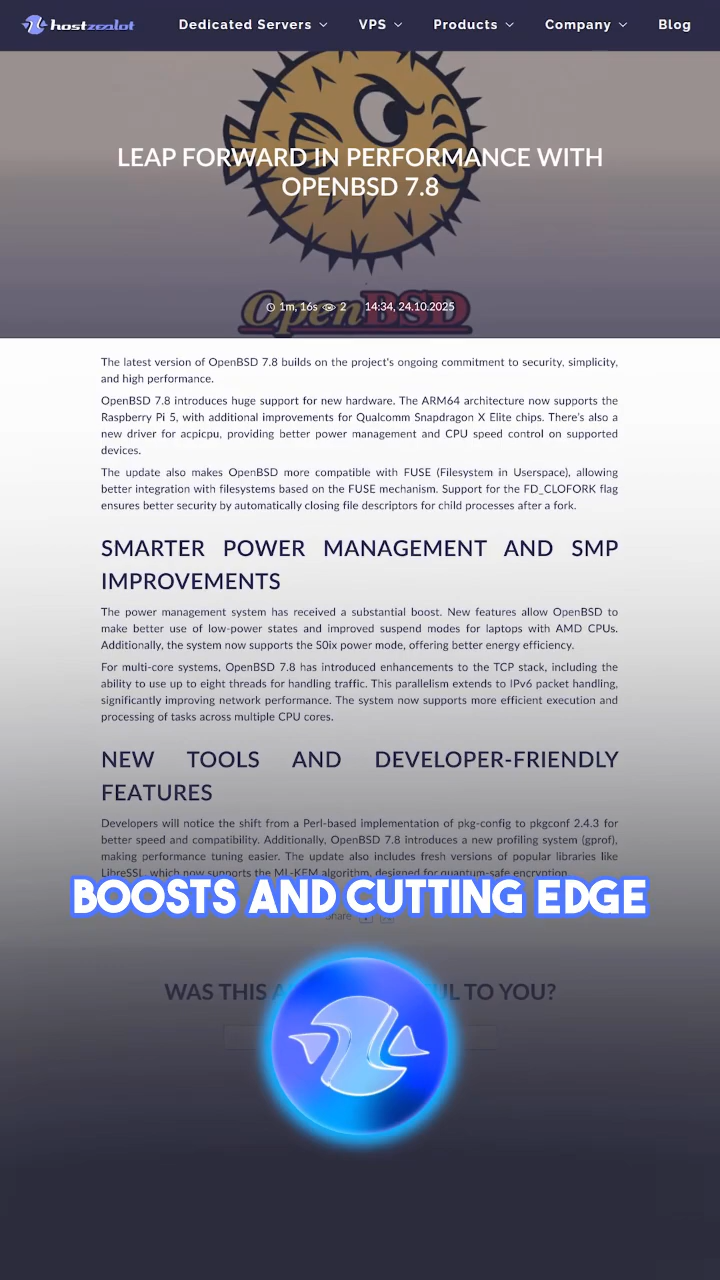 hostzealot
Dedicated Servers
VPS
Products
Company
Blog
LEAP FORWARD IN PERFORMANCE WITH
OPENBSD 7.8
OpenBSD
1m, 16s 2 14:34, 24.10.2025
The latest version of OpenBSD 7.8 builds on the project's ongoing commitment to security, simplicity,
and high performance.
OpenBSD 7.8 introduces huge support for new hardware. The ARM64 architecture now supports the
Raspberry Pi 5, with additional improvements for Qualcomm Snapdragon X Elite chips. There's also a
new driver for acpicpu, providing better power management and CPU speed control on supported
devices.
The update also makes OpenBSD more compatible with FUSE (Filesystem in Userspace), allowing
better integration with filesystems based on the FUSE mechanism. Support for the FD_CLOFORK flag
ensures better security by automatically closing file descriptors for child processes after a fork.
SMARTER POWER MANAGEMENT AND SMP
IMPROVEMENTS
The power management system has received a substantial boost. New features allow OpenBSD to
make better use of low-power states and improved suspend modes for laptops with AMD CPUs.
Additionally, the system now supports the S0ix power mode, offering better energy efficiency.
For multi-core systems, OpenBSD 7.8 has introduced enhancements to the TCP stack, including the
ability to use up to eight threads for handling traffic. This parallelism extends to IPv6 packet handling,
significantly improving network performance. The system now supports more efficient execution and
processing of tasks across multiple CPU cores.
NEW TOOLS AND DEVELOPER-FRIENDLY
FEATURES
Developers will notice the shift from a Perl-based implementation of pkg-config to pkgconf 2.4.3 for
better speed and compatibility. Additionally, OpenBSD 7.8 introduces a new profiling system (gprof),
making performance tuning easier. The update also includes fresh versions of popular libraries like
LibreSSL, which now supports the ML-KEM algorithm, designed for quantum-safe encryption.
BOOSTS AND CUTTING EDGE
Share
WAS THIS UL TO YOU?